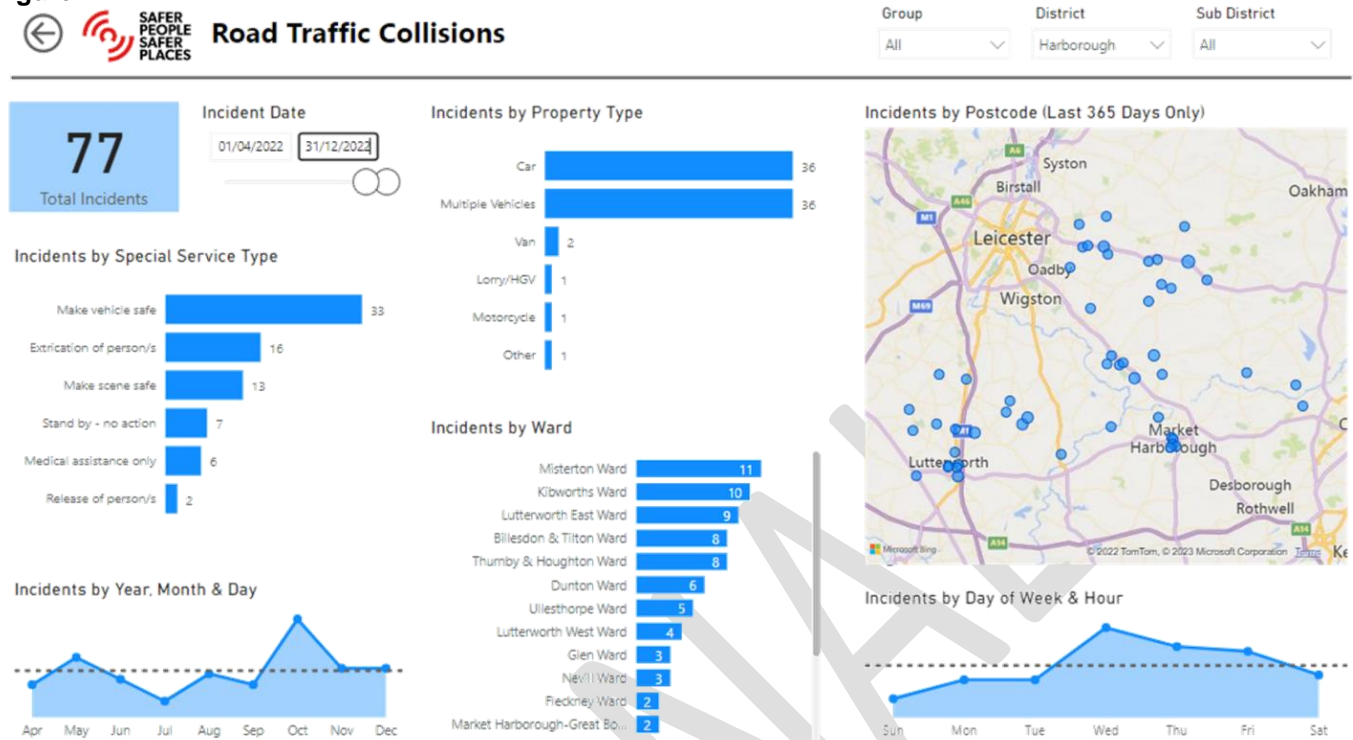 SAFER
PEOPLE
SAFER
PLACES
Road Traffic Collisions
Group
All
District
Harborough
Sub District
All
77
Total Incidents
Incident Date
01/04/2022
31/12/2022
Incidents by Special Service Type
Make vehicle safe 33
Extrication of person/s 16
Make scene safe 13
Stand by - no action 7
Medical assistance only 6
Release of person/s 2
Incidents by Year, Month & Day
Apr May Jun Jul Aug Sep Oct Nov Dec
Incidents by Property Type
Car 36
Multiple Vehicles 36
Van 2
Lorry/HGV 1
Motorcycle 1
Other 1
Incidents by Ward
Misterton Ward 11
Kibworths Ward 10
Lutterworth East Ward 9
Billesdon & Tilton Ward 8
Thurnby & Houghton Ward 8
Dunton Ward 6
Ullesthorpe Ward 5
Lutterworth West Ward 4
Glen Ward 3
Nevill Ward 3
Fleckney Ward 2
Market Harborough-Great Bo... 2
Incidents by Postcode (Last 365 Days Only)
A6
Syston
Birstall
Oakham
A46
M1
Leicester
Oadby
Wigston
M69
Market
Harborough
Lutterworth
Desborough
Rothwell
A14
A14
Microsoft Bing
© 2022 TomTom, © 2023 Microsoft Corporation Terms
Incidents by Day of Week & Hour
Sun Mon Tue Wed Thu Fri Sat